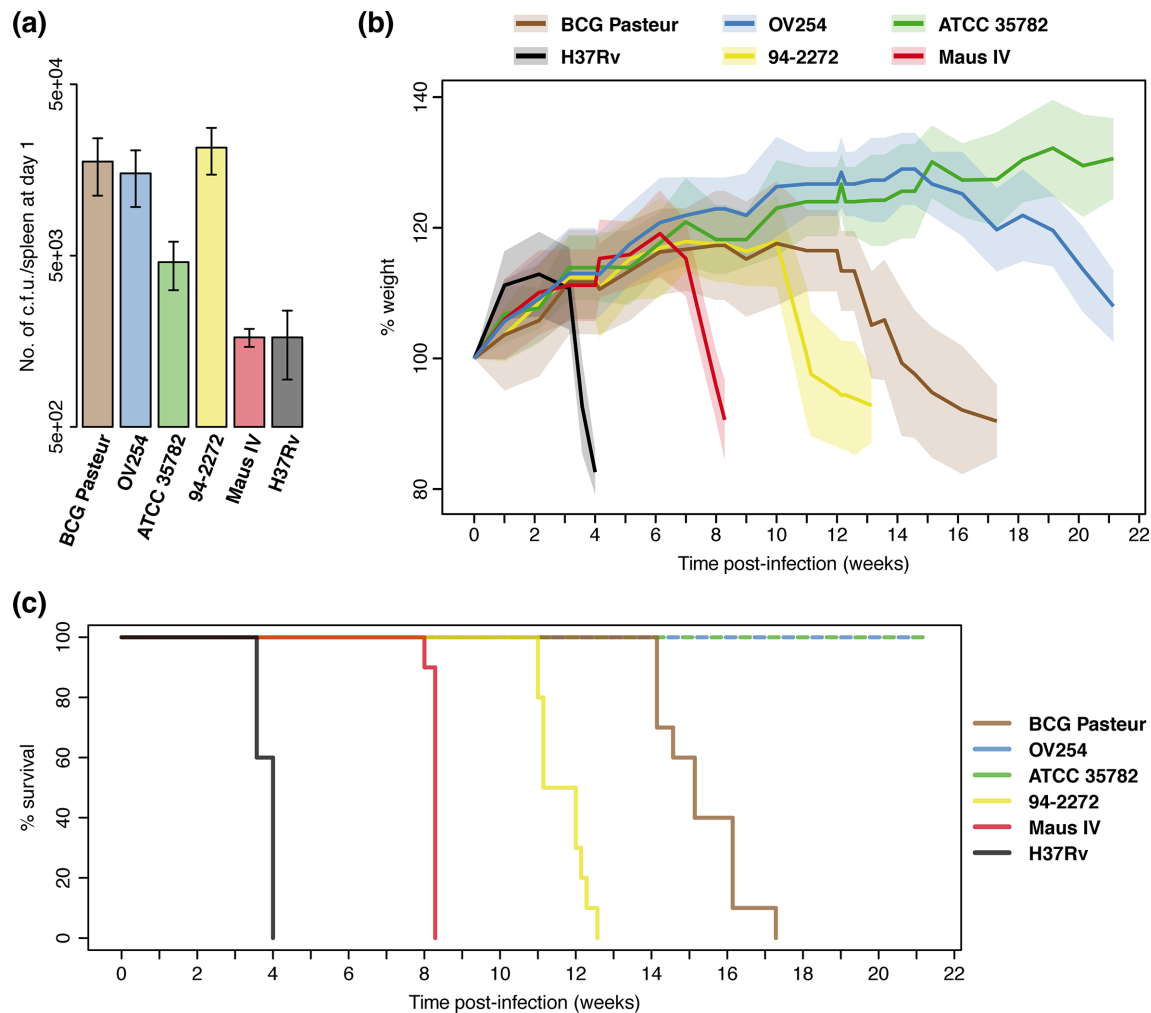 (a)
No. of c.f.u./spleen at day 1
5e+04
5e+03
5e+02
BCG Pasteur
OV254
ATCC 35782
94-2272
Maus IV
H37Rv
(b)
BCG Pasteur OV254 ATCC 35782
H37Rv 94-2272 Maus IV
% weight
140
120
100
80
0 2 4 6 8 10 12 14 16 18 20 22
Time post-infection (weeks)
(c)
% survival
100
80
60
40
20
0
0 2 4 6 8 10 12 14 16 18 20 22
Time post-infection (weeks)
BCG Pasteur
OV254
ATCC 35782
94-2272
Maus IV
H37Rv